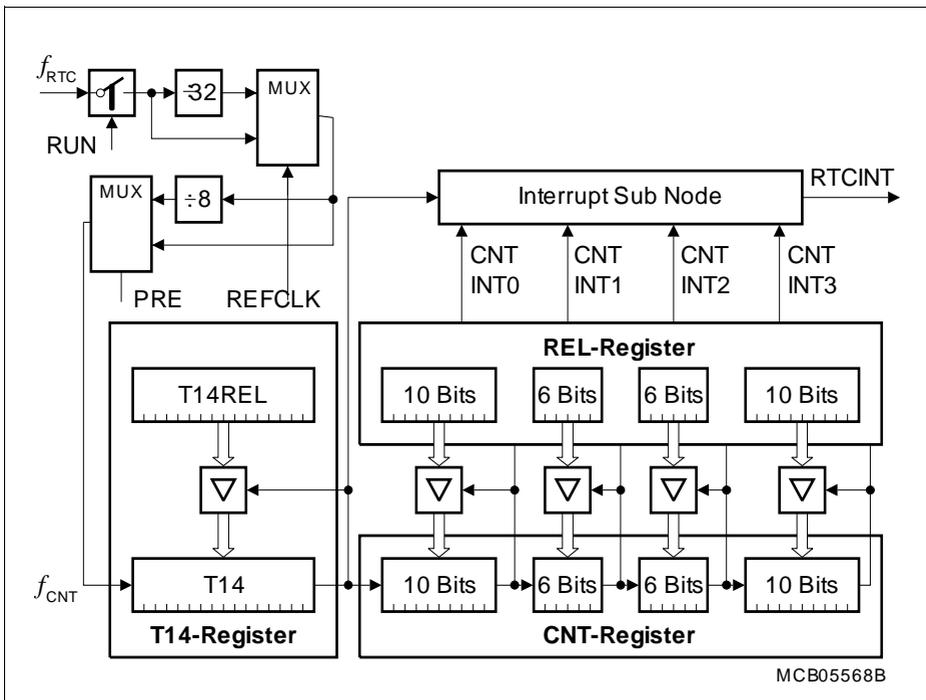 fRTC
÷32
MUX
RUN
MUX
÷8
PRE
REFCLK
Interrupt Sub Node
RTCINT
CNT
INT0
CNT
INT1
CNT
INT2
CNT
INT3
REL-Register
T14REL
10 Bits
6 Bits
6 Bits
10 Bits
fCNT
T14
10 Bits
6 Bits
6 Bits
10 Bits
T14-Register
CNT-Register
MCB05568B